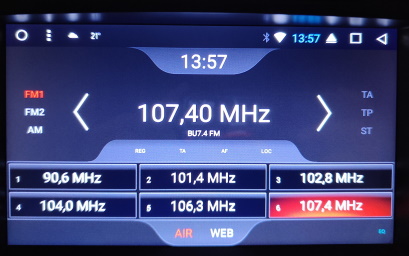 21° 13:57
13:57
FM1 TA
FM2 107,40 MHz TP
AM BU7.4 FM ST
REG TA AF LOC
1 90,6 MHz 2 101,4 MHz 3 102,8 MHz
4 104,0 MHz 5 106,3 MHz 6 107,4 MHz
AIR WEB EQ